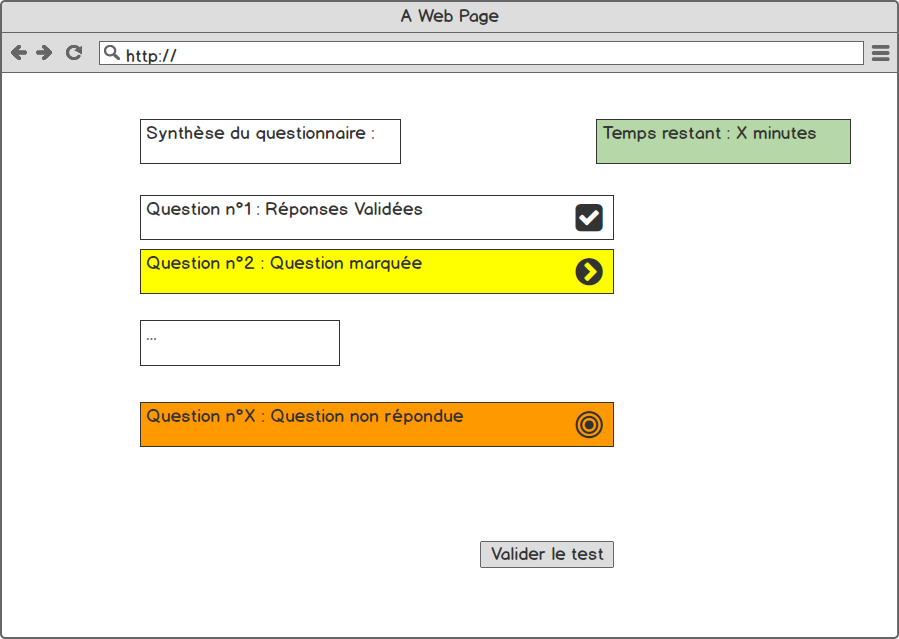 A Web Page
http://
Synthèse du questionnaire :
Temps restant : X minutes
Question n°1 : Réponses Validées
Question n°2 : Question marquée
...
Question n°X : Question non répondue
Valider le test